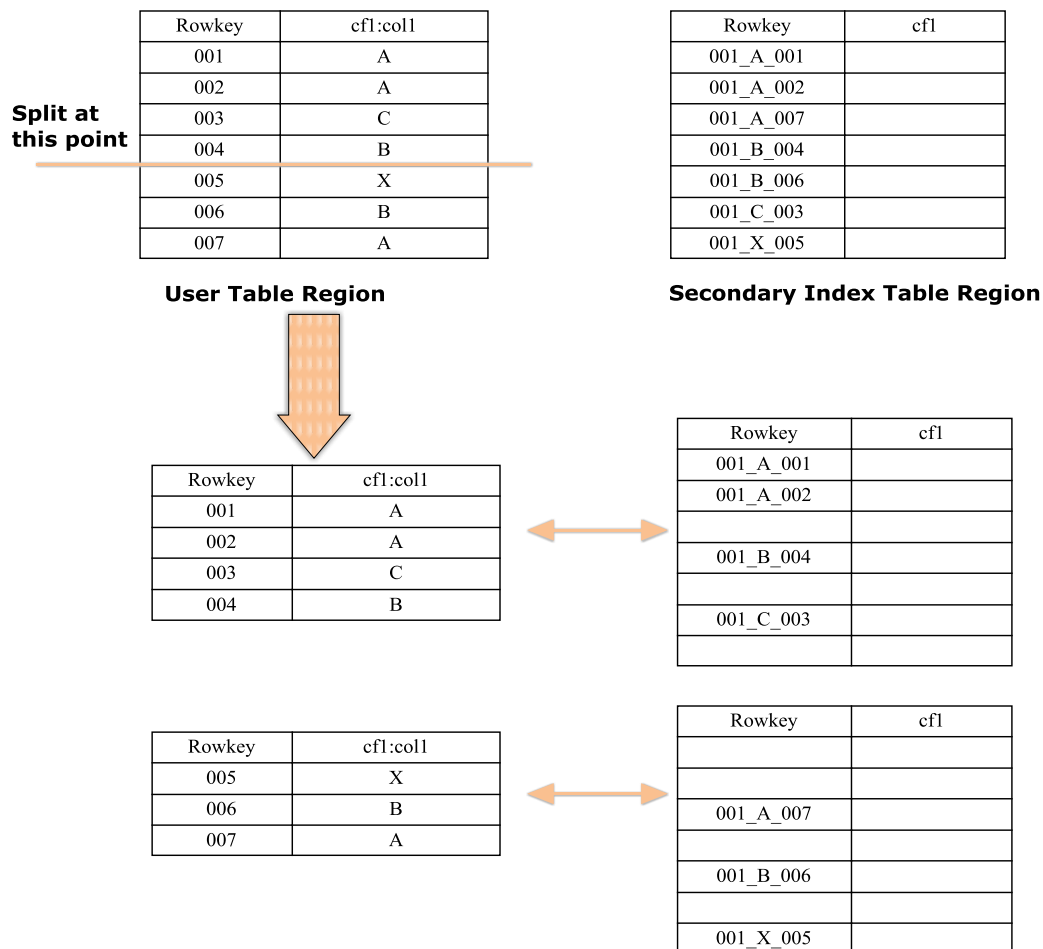 Rowkey cf1:col1
001 A
002 A
003 C
004 B
005 X
006 B
007 A
Split at
this point
User Table Region
Rowkey cf1
001_A_001
001_A_002
001_A_007
001_B_004
001_B_006
001_C_003
001_X_005
Secondary Index Table Region
Rowkey cf1:col1
001 A
002 A
003 C
004 B
Rowkey cf1
001_A_001
001_A_002
001_B_004
001_C_003
Rowkey cf1:col1
005 X
006 B
007 A
Rowkey cf1
001_A_007
001_B_006
001_X_005